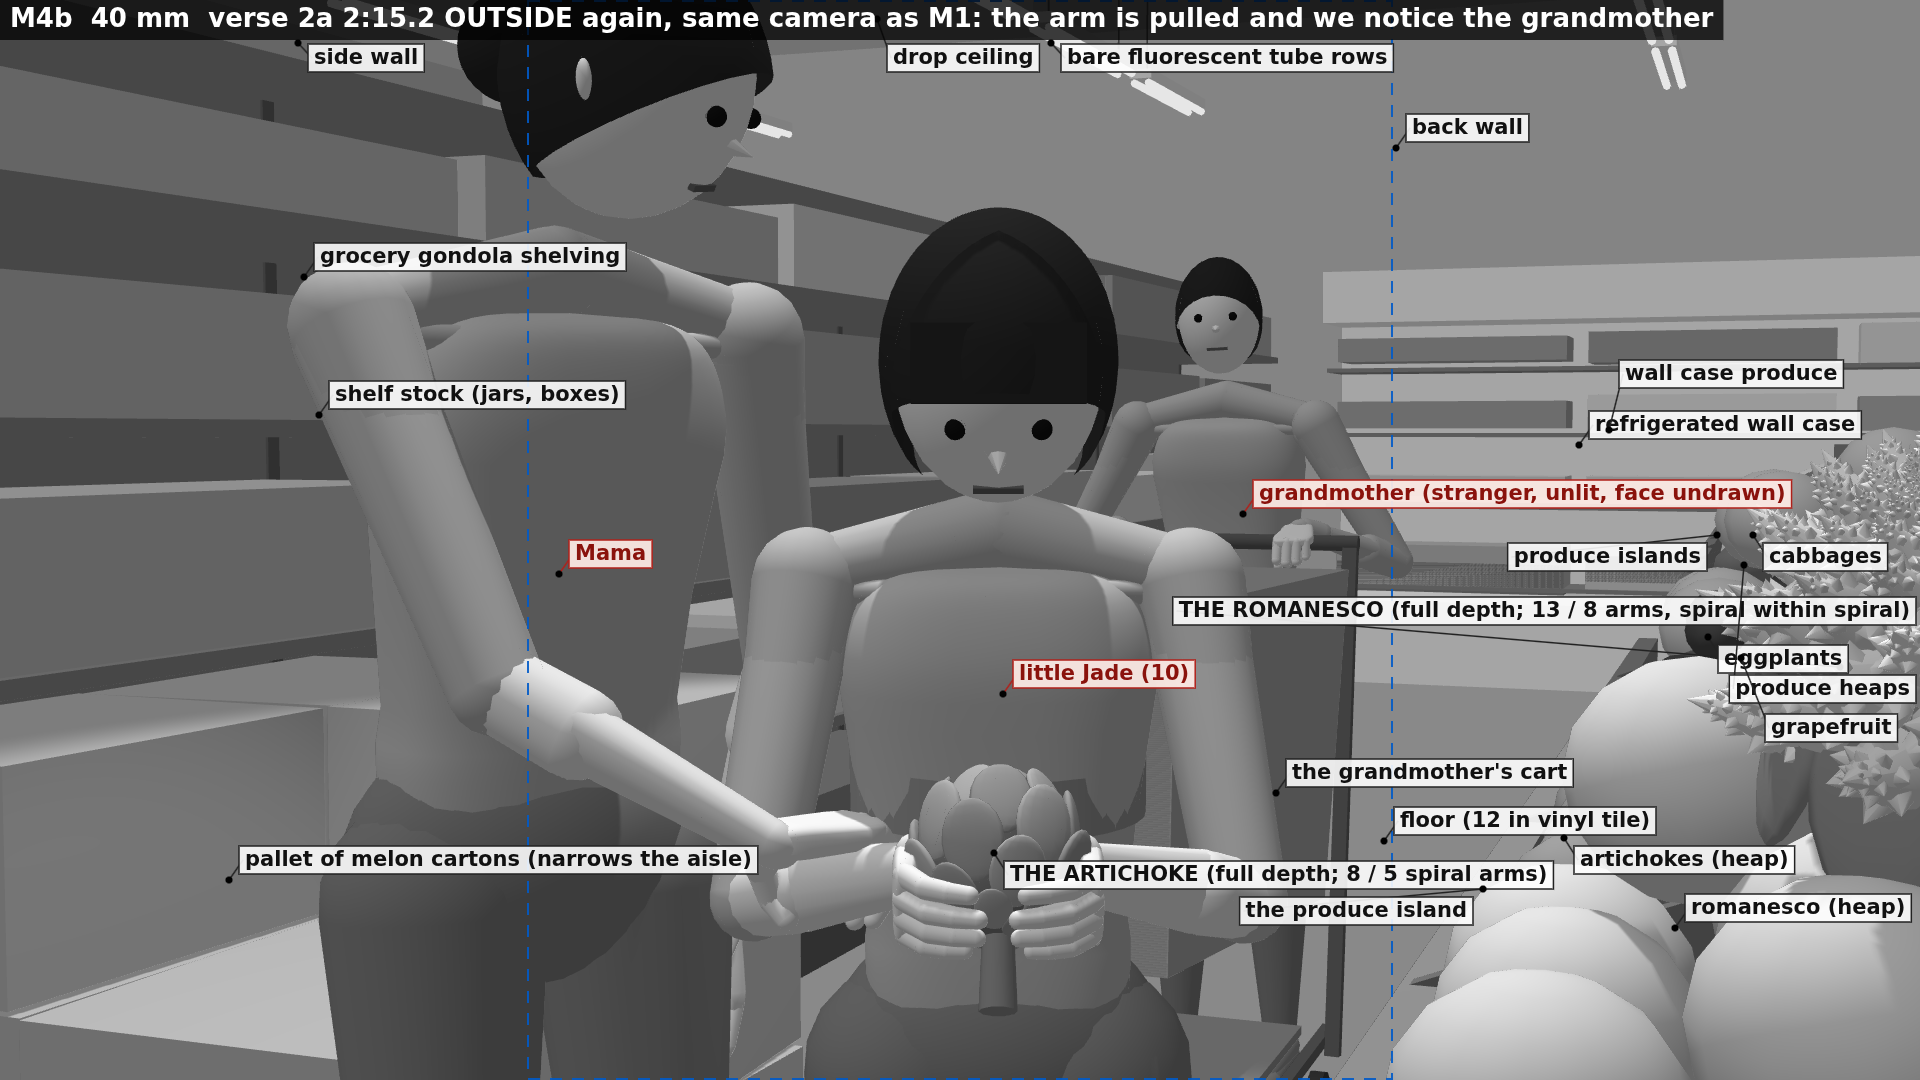 M4b 40 mm verse 2a 2:15.2 OUTSIDE again, same camera as M1: the arm is pulled and we notice the grandmother
side wall
drop ceiling
bare fluorescent tube rows
back wall
grocery gondola shelving
wall case produce
shelf stock (jars, boxes)
refrigerated wall case
grandmother (stranger, unlit, face undrawn)
Mama
produce islands
cabbages
THE ROMANESCO (full depth; 13 / 8 arms, spiral within spiral)
eggplants
little Jade (10)
produce heaps
grapefruit
the grandmother's cart
floor (12 in vinyl tile)
pallet of melon cartons (narrows the aisle)
artichokes (heap)
THE ARTICHOKE (full depth; 8 / 5 spiral arms)
the produce island
romanesco (heap)